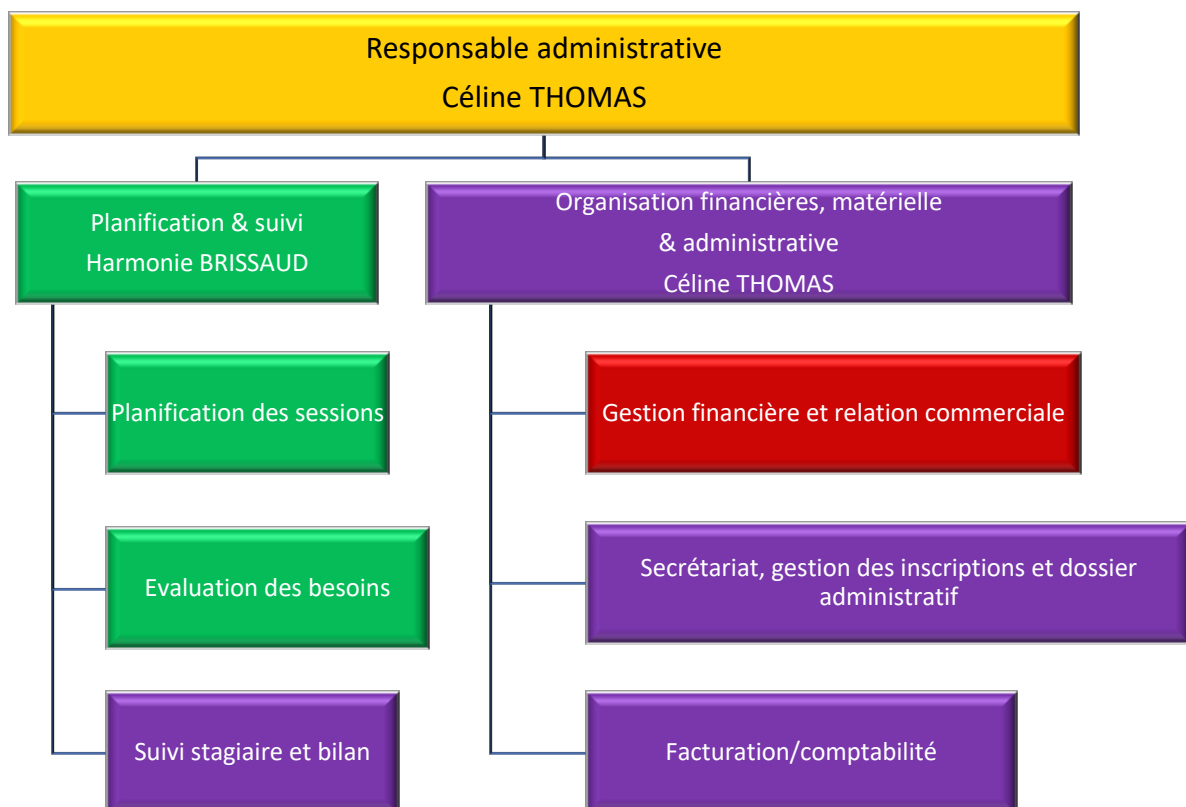 Responsable administrative
Céline THOMAS
Planification & suivi
Harmonie BRISSAUD
Organisation financières, matérielle
& administrative
Céline THOMAS
Planification des sessions
Evaluation des besoins
Suivi stagiaire et bilan
Gestion financière et relation commerciale
Secrétariat, gestion des inscriptions et dossier
administratif
Facturation/comptabilité